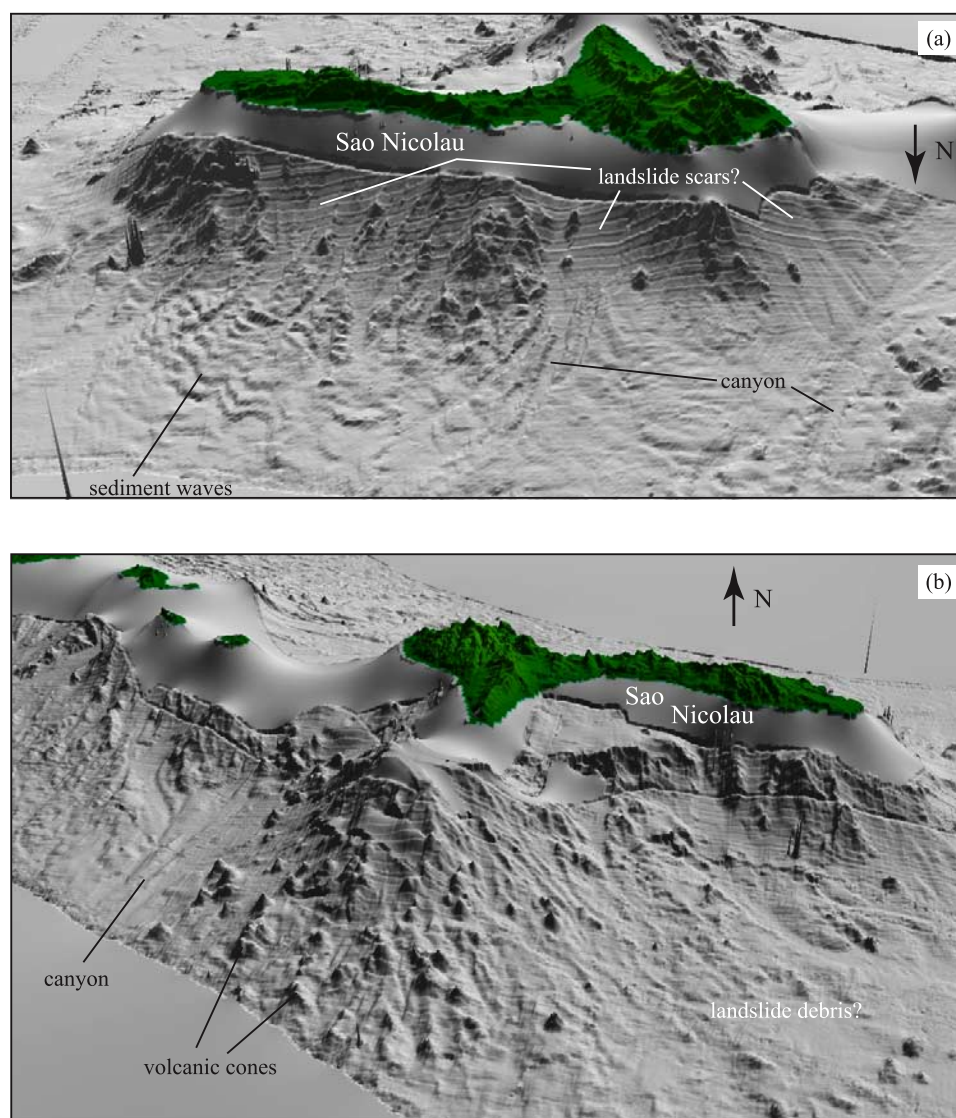 (a)
Sao Nicolau
N
landslide scars?
canyon
sediment waves
(b)
N
Sao
Nicolau
canyon
landslide debris?
volcanic cones